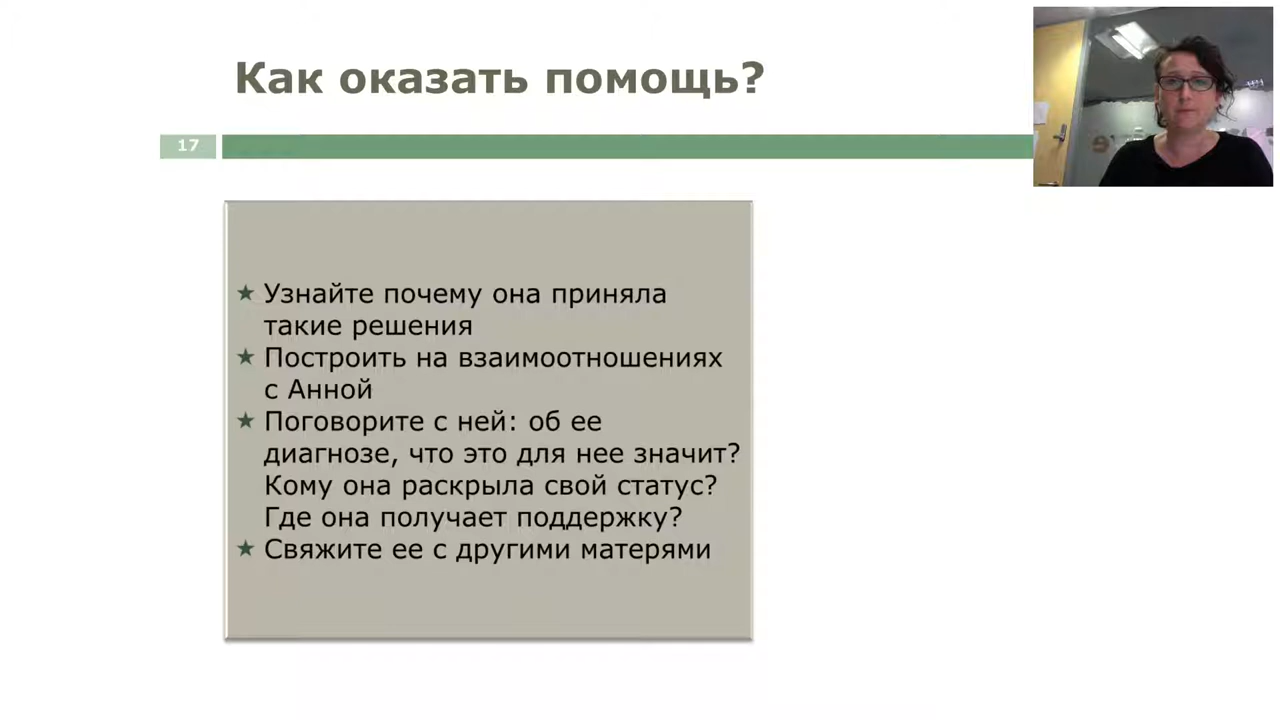 Как оказать помощь?
17
★ Узнайте почему она приняла
такие решения
★ Построить на взаимоотношениях
с Анной
★ Поговорите с ней: об ее
диагнозе, что это для нее значит?
Кому она раскрыла свой статус?
Где она получает поддержку?
★ Свяжите ее с другими матерями